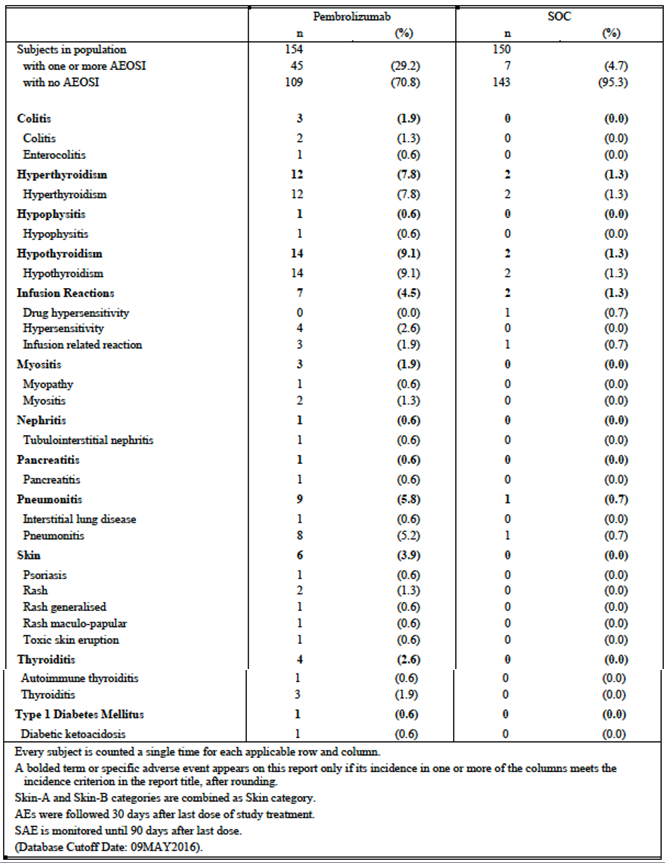 Pembrolizumab SOC
n (%) n (%)
Subjects in population 154 150
with one or more AEOSI 45 (29.2) 7 (4.7)
with no AEOSI 109 (70.8) 143 (95.3)
Colitis 3 (1.9) 0 (0.0)
Colitis 2 (1.3) 0 (0.0)
Enterocolitis 1 (0.6) 0 (0.0)
Hyperthyroidism 12 (7.8) 2 (1.3)
Hyperthyroidism 12 (7.8) 2 (1.3)
Hypophysitis 1 (0.6) 0 (0.0)
Hypophysitis 1 (0.6) 0 (0.0)
Hypothyroidism 14 (9.1) 2 (1.3)
Hypothyroidism 14 (9.1) 2 (1.3)
Infusion Reactions 7 (4.5) 2 (1.3)
Drug hypersensitivity 0 (0.0) 1 (0.7)
Hypersensitivity 4 (2.6) 0 (0.0)
Infusion related reaction 3 (1.9) 1 (0.7)
Myositis 3 (1.9) 0 (0.0)
Myopathy 1 (0.6) 0 (0.0)
Myositis 2 (1.3) 0 (0.0)
Nephritis 1 (0.6) 0 (0.0)
Tubulointerstitial nephritis 1 (0.6) 0 (0.0)
Pancreatitis 1 (0.6) 0 (0.0)
Pancreatitis 1 (0.6) 0 (0.0)
Pneumonitis 9 (5.8) 1 (0.7)
Interstitial lung disease 1 (0.6) 0 (0.0)
Pneumonitis 8 (5.2) 1 (0.7)
Skin 6 (3.9) 0 (0.0)
Psoriasis 1 (0.6) 0 (0.0)
Rash 2 (1.3) 0 (0.0)
Rash generalised 1 (0.6) 0 (0.0)
Rash maculo-papular 1 (0.6) 0 (0.0)
Toxic skin eruption 1 (0.6) 0 (0.0)
Thyroiditis 4 (2.6) 0 (0.0)
Autoimmune thyroiditis 1 (0.6) 0 (0.0)
Thyroiditis 3 (1.9) 0 (0.0)
Type 1 Diabetes Mellitus 1 (0.6) 0 (0.0)
Diabetic ketoacidosis 1 (0.6) 0 (0.0)
Every subject is counted a single time for each applicable row and column.
A bolded term or specific adverse event appears on this report only if its incidence in one or more of the columns meets the
incidence criterion in the report title, after rounding.
Skin-A and Skin-B categories are combined as Skin category.
AEs were followed 30 days after last dose of study treatment.
SAE is monitored until 90 days after last dose.
(Database Cutoff Date: 09MAY2016).